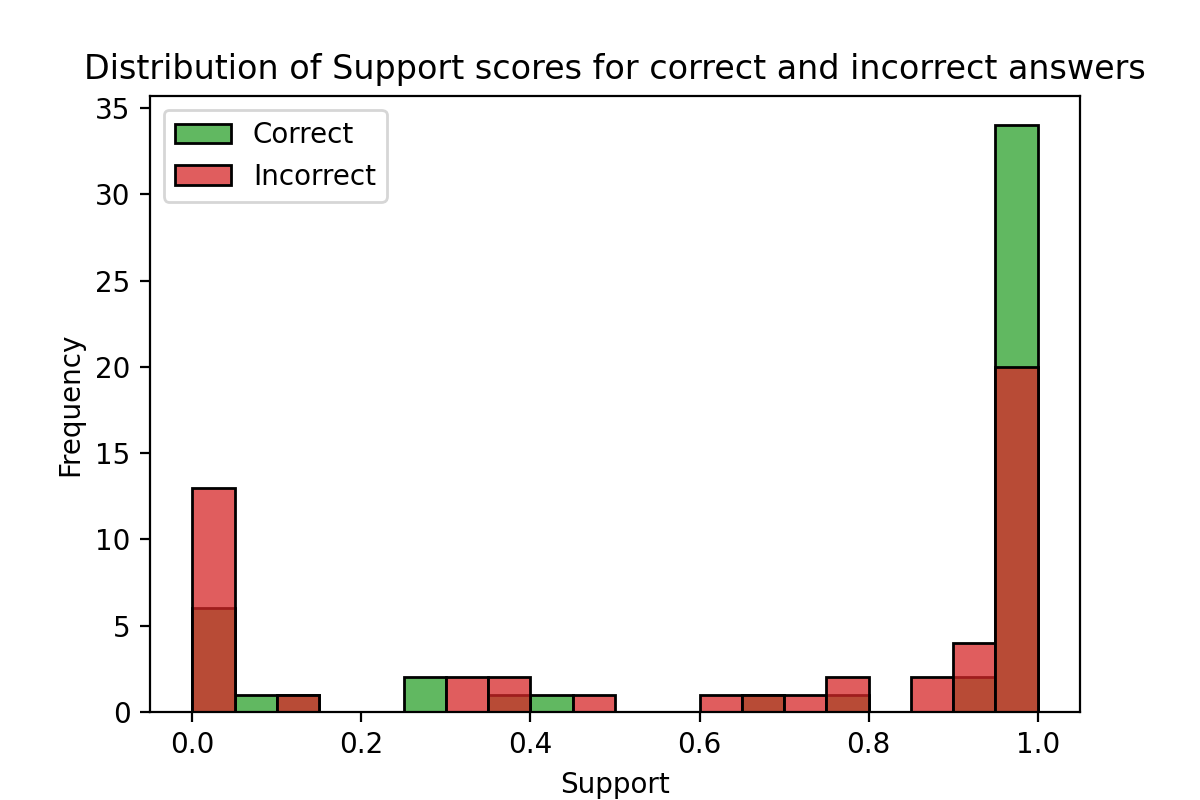 Distribution of Support scores for correct and incorrect answers
35
30
25
20
15
10
5
0
Frequency
Correct
Incorrect
0.0 0.2 0.4 0.6 0.8 1.0
Support